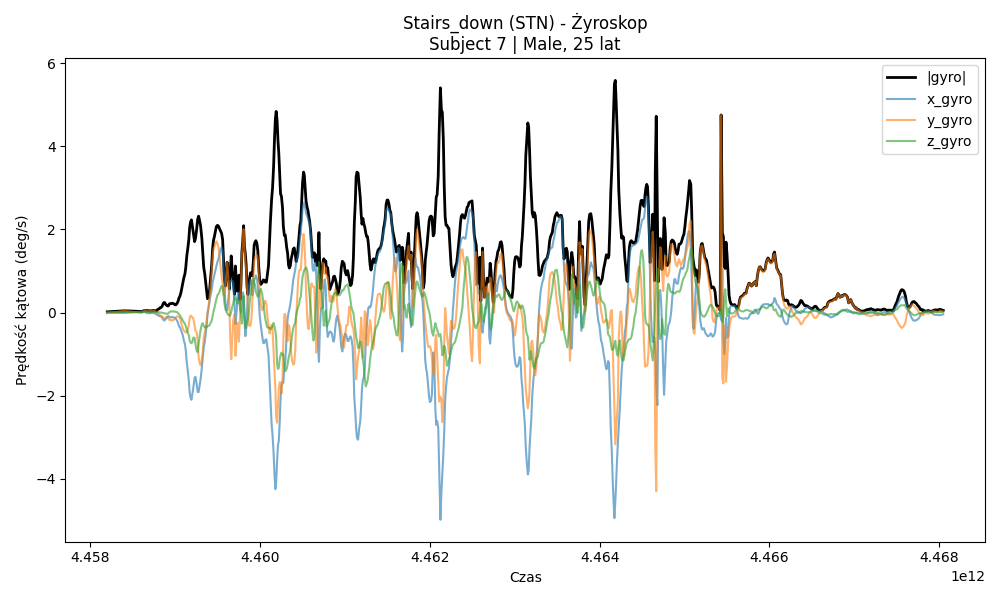 Stairs_down (STN) - Żyroskop
Subject 7 | Male, 25 lat
|gyro|
x_gyro
y_gyro
z_gyro
Prędkość kątowa (deg/s)
6
4
2
0
−2
−4
4.458 4.460 4.462 4.464 4.466 4.468
1e12
Czas